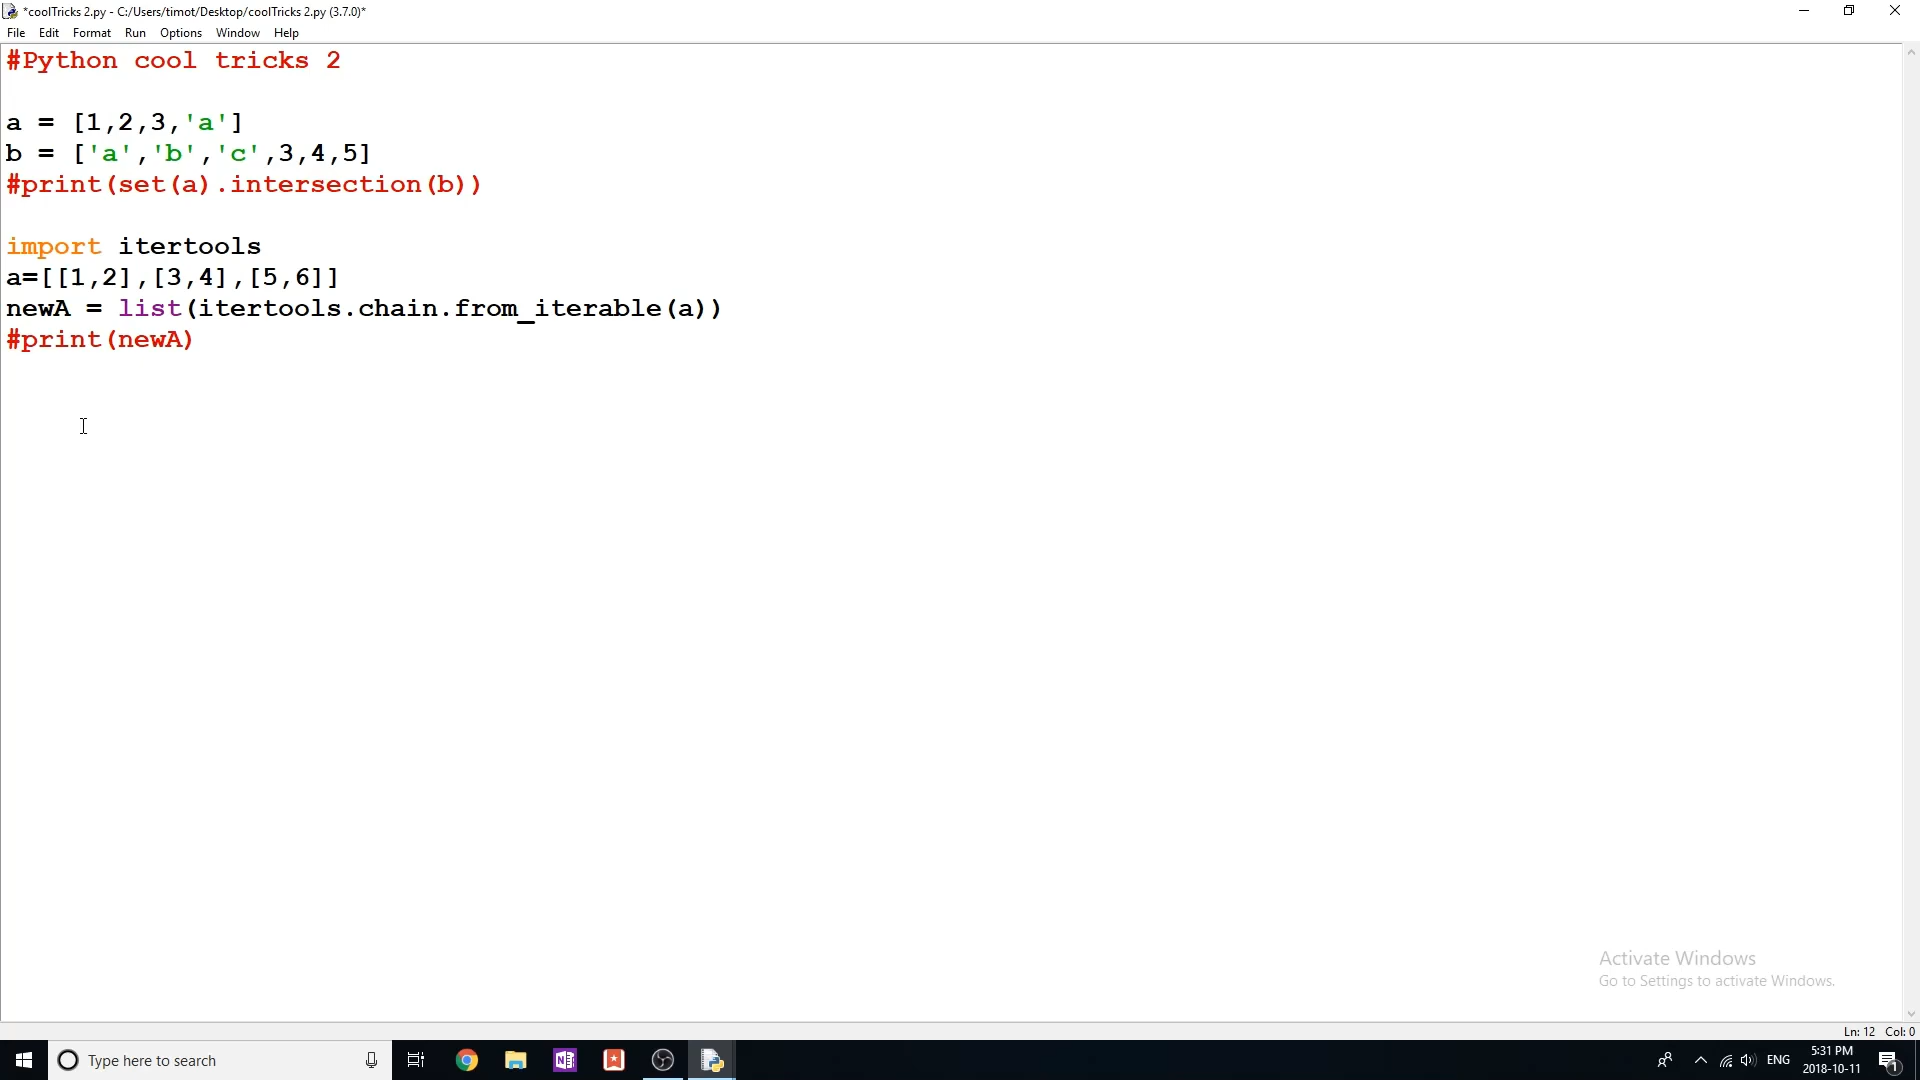 *coolTricks 2.py - C:/Users/timot/Desktop/coolTricks 2.py (3.7.0)*
File Edit Format Run Options Window Help
#Python cool tricks 2
a = [1,2,3,'a']
b = ['a','b','c',3,4,5]
#print(set(a).intersection(b))
import itertools
a=[[1,2],[3,4],[5,6]]
newA = list(itertools.chain.from_iterable(a))
#print(newA)
Activate Windows
Go to Settings to activate Windows.
Ln: 12 Col: 0
Type here to search
ENG
5:31 PM
2018-10-11
1